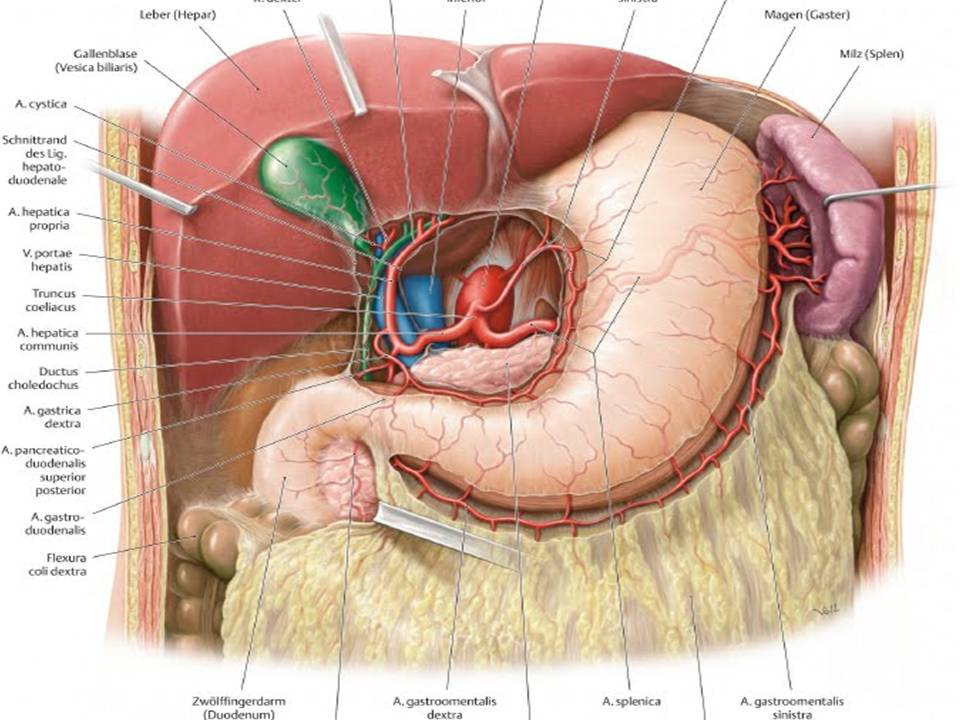 Leber (Hepar)
Magen (Gaster)
Gallenblase
(Vesica biliaris)
Milz (Splen)
A. cystica
Schnittrand
des Lig.
hepato-
duodenale
A. hepatica
propria
V. portae
hepatis
Truncus
coeliacus
A. hepatica
communis
Ductus
choledochus
A. gastrica
dextra
A. pancreatico-
duodenalis
superior
posterior
A. gastro-
duodenalis
Flexura
coli dextra
Zwölffingerdarm
(Duodenum)
A. gastroomentalis
dextra
A. splenica
A. gastroomentalis
sinistra